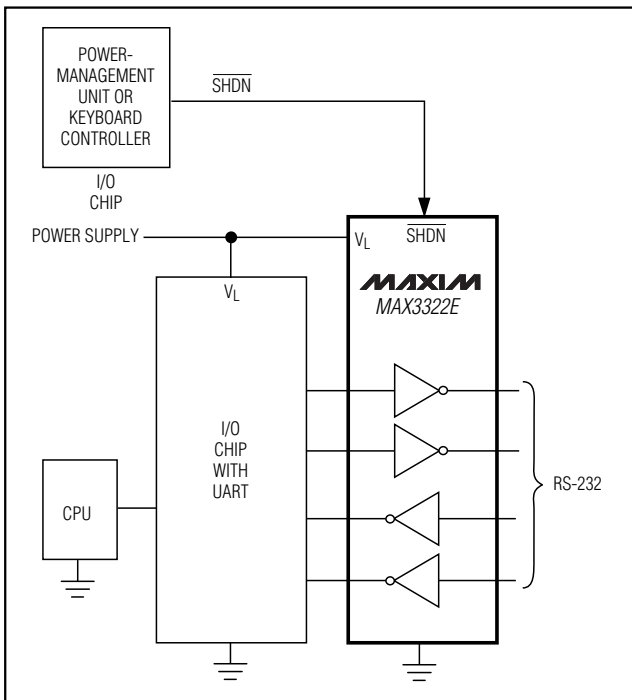 POWER-
MANAGEMENT
UNIT OR
KEYBOARD
CONTROLLER
SHDN
I/O
CHIP
POWER SUPPLY
VL
SHDN
MAXIM
MAX3322E
VL
I/O
CHIP
WITH
UART
CPU
RS-232